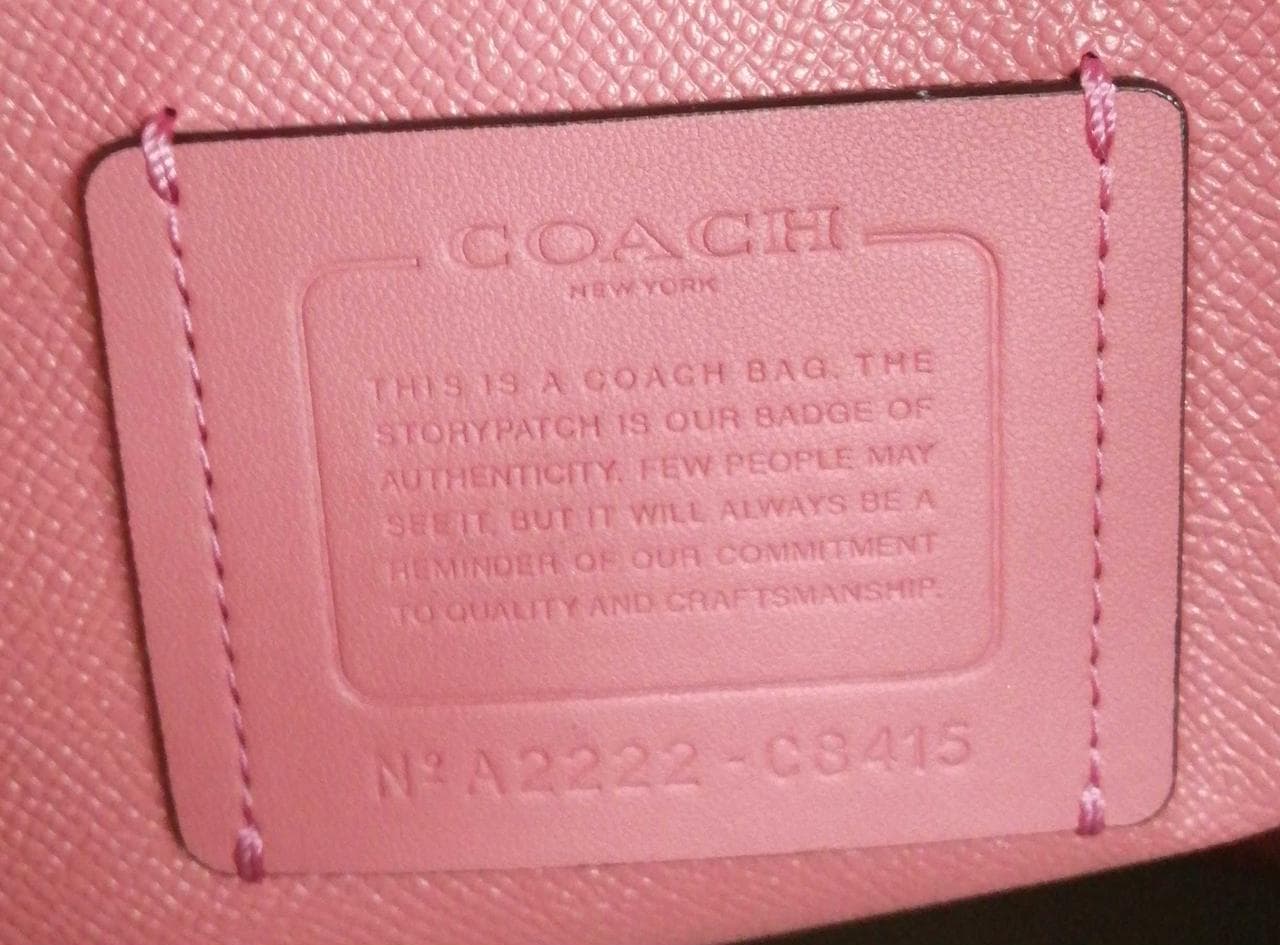 COACH
NEW YORK
THIS IS A COACH BAG. THE
STORYPATCH IS OUR BADGE OF
AUTHENTICITY. FEW PEOPLE MAY
SEE IT, BUT IT WILL ALWAYS BE A
REMINDER OF OUR COMMITMENT
TO QUALITY AND CRAFTSMANSHIP.
Nº A2222-C8415